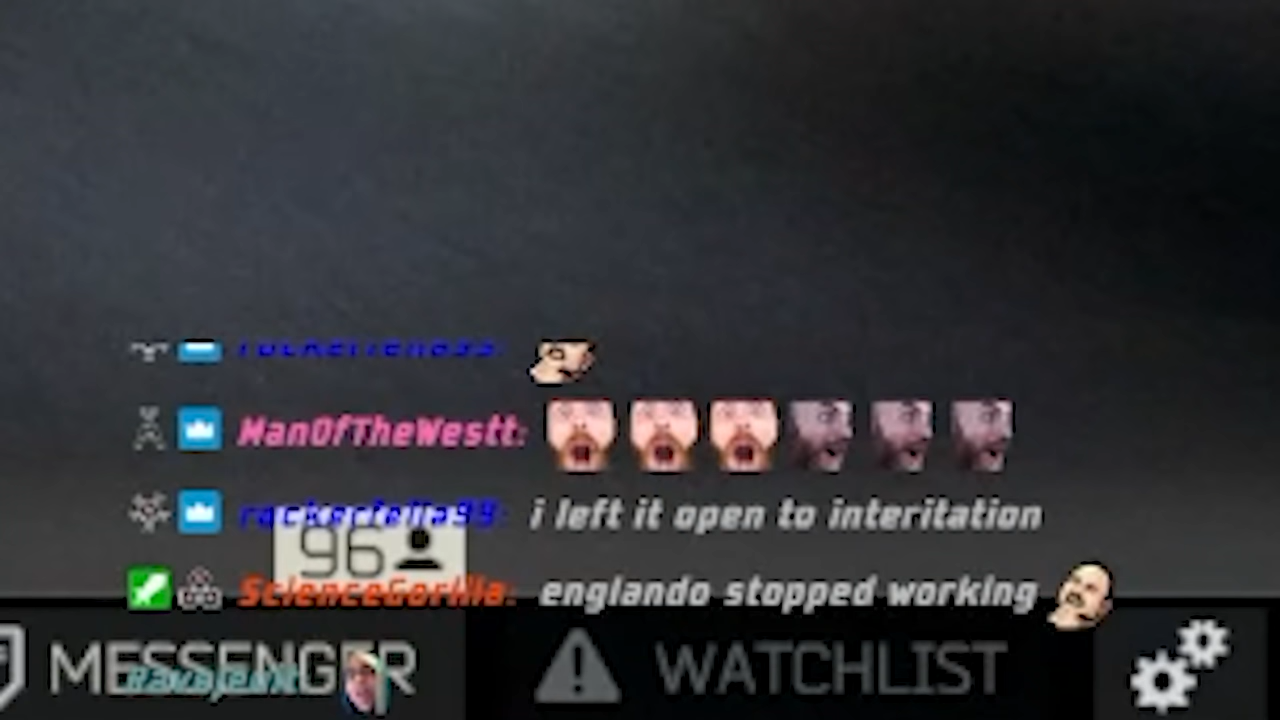 ManOfTheWestt:
i left it open to interitation
96
ScienceGorilla: englando stopped working
MESSENGER
WATCHLIST